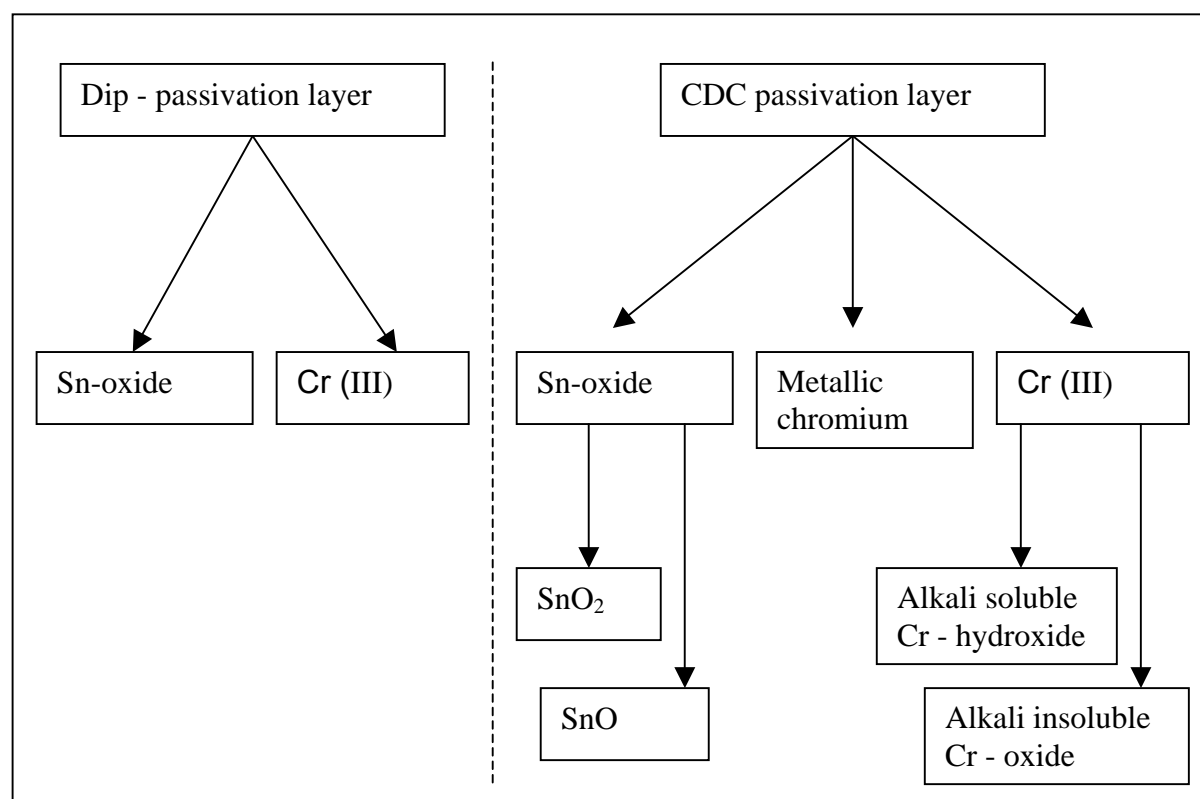 Dip - passivation layer
CDC passivation layer
Sn-oxide
Cr (III)
Sn-oxide
Metallic
chromium
Cr (III)
SnO₂
Alkali soluble
Cr - hydroxide
SnO
Alkali insoluble
Cr - oxide